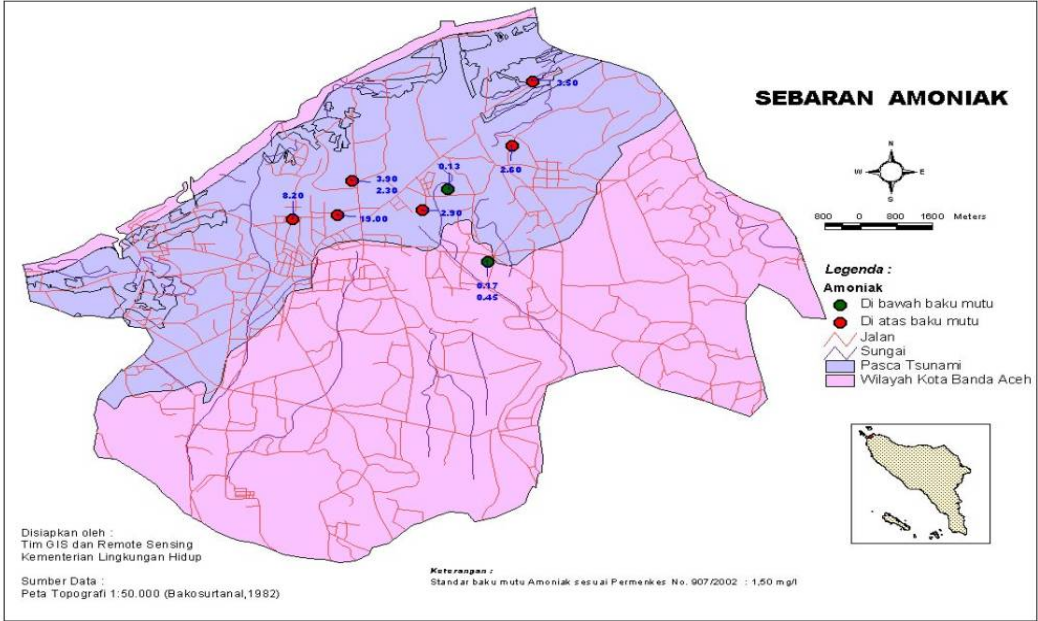 SEBARAN AMONIAK
3.50
2.60
0.13
3.90
2.30
8.20
19.00
2.90
0.17
0.45
N
W E
S
800 0 800 1600 Meters
Legenda :
Amoniak
Di bawah baku mutu
Di atas baku mutu
Jalan
Sungai
Pasca Tsunami
Wilayah Kota Banda Aceh
Disiapkan oleh :
Tim GIS dan Remote Sensing
Kementerian Lingkungan Hidup
Sumber Data :
Peta Topografi 1:50.000 (Bakosurtanal,1982)
Keterangan :
Standar baku mutu Amoniak sesuai Permenkes No. 907/2002 : 1,50 mg/l